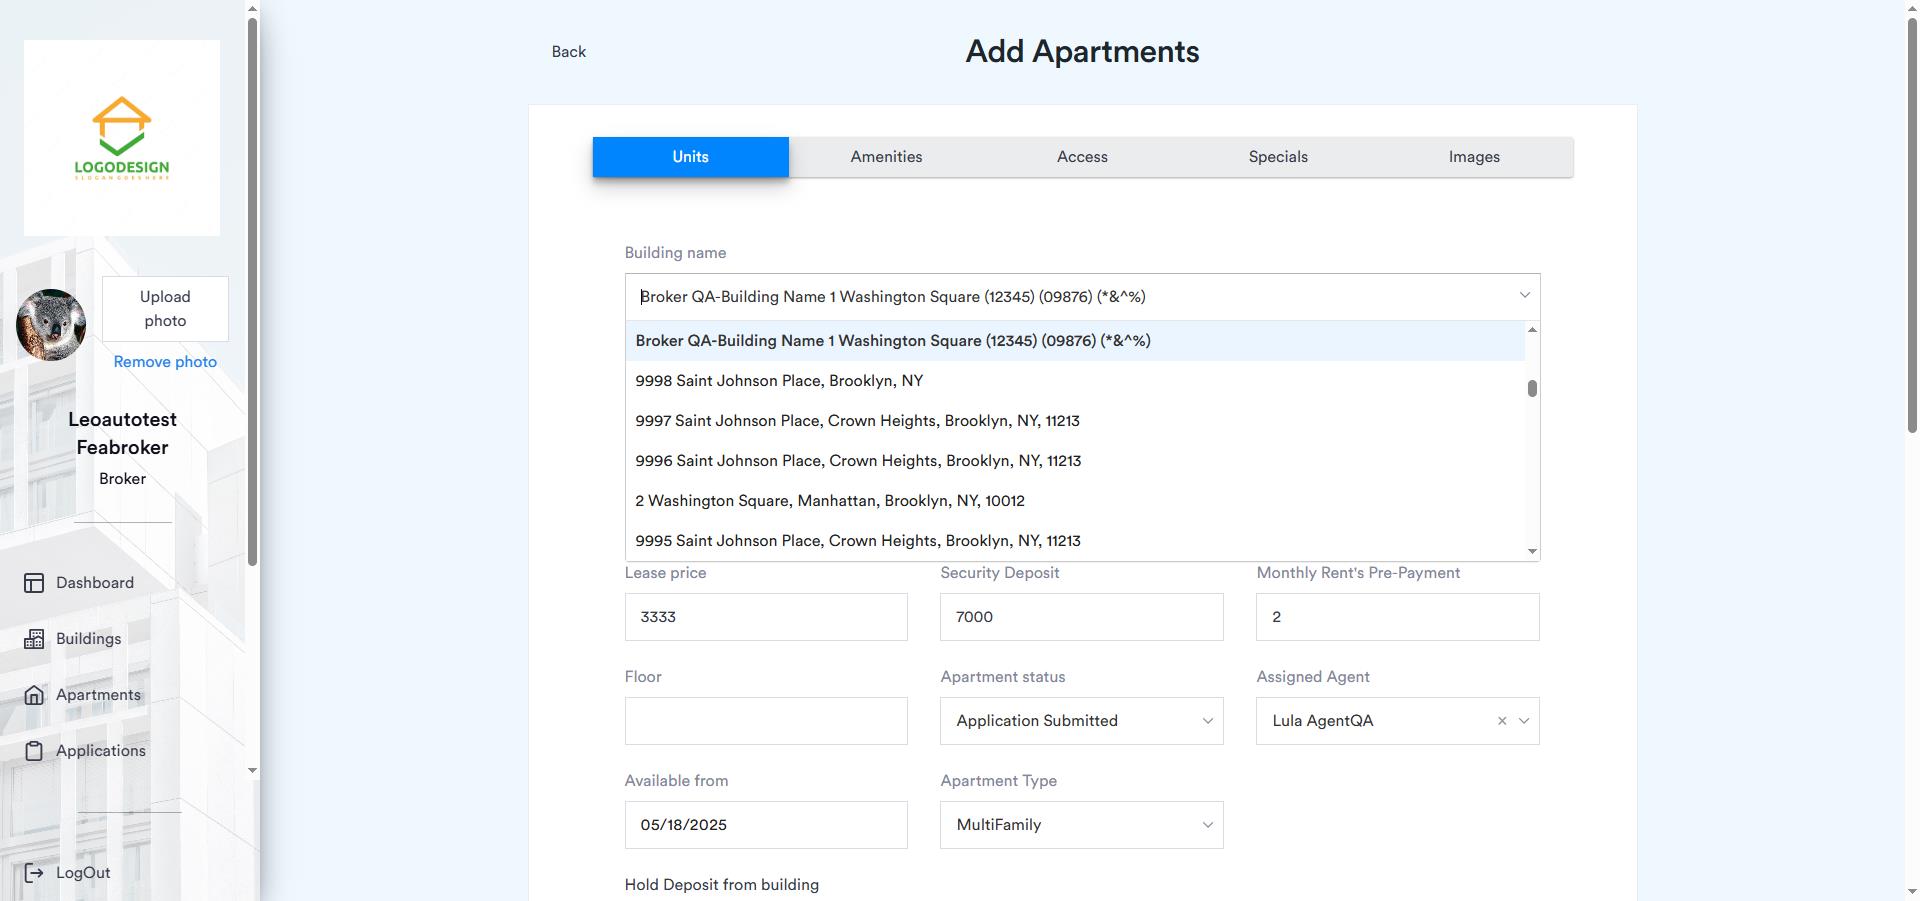 Back
Add Apartments
LOGODESIGN
SLOGANGOESHERE
Upload
photo
Remove photo
Leoautotest
Feabroker
Broker
Dashboard
Buildings
Apartments
Applications
LogOut
Units
Amenities
Access
Specials
Images
Building name
Broker QA-Building Name 1 Washington Square (12345) (09876) (*&^%)
Broker QA-Building Name 1 Washington Square (12345) (09876) (*&^%)
9998 Saint Johnson Place, Brooklyn, NY
9997 Saint Johnson Place, Crown Heights, Brooklyn, NY, 11213
9996 Saint Johnson Place, Crown Heights, Brooklyn, NY, 11213
2 Washington Square, Manhattan, Brooklyn, NY, 10012
9995 Saint Johnson Place, Crown Heights, Brooklyn, NY, 11213
Lease price
Security Deposit
Monthly Rent's Pre-Payment
3333
7000
2
Floor
Apartment status
Assigned Agent
Application Submitted
Lula AgentQA
Available from
Apartment Type
05/18/2025
MultiFamily
Hold Deposit from building